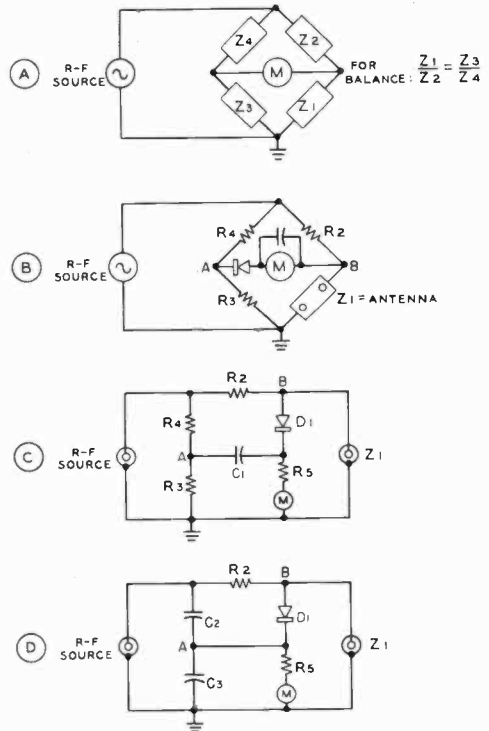 A
R-F
SOURCE
Z4
Z2
M
Z3
Z1
FOR
BALANCE: Z1/Z2 = Z3/Z4
B
R-F
SOURCE
R4
R2
A
M
B
R3
Z1 = ANTENNA
C
R-F
SOURCE
R2
B
R4
D1
A
C1
R5
Z1
R3
M
D
R-F
SOURCE
R2
B
C2
D1
A
R5
Z1
C3
M